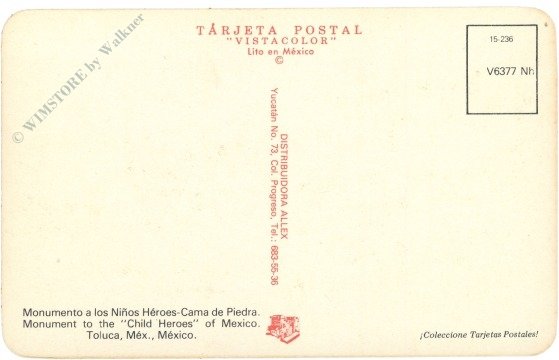 TÁRJETA POSTAL
"VISTACOLOR"
Lito en México
©
15-236
V6377 Nh
© WIMSTORE by Walkner
DISTRIBUIDORA ALLEX
Yucatán No. 73, Col. Progreso, Tel.: 683-55-36
Monumento a los Niños Héroes-Cama de Piedra.
Monument to the "Child Heroes" of Mexico.
Toluca, Méx., México.
¡Coleccione Tarjetas Postales!